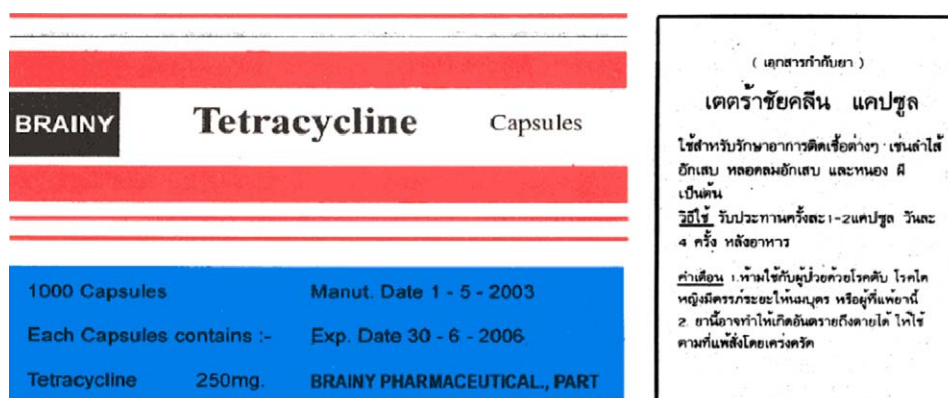 BRAINY Tetracycline Capsules
1000 Capsules Manut. Date 1 - 5 - 2003
Each Capsules contains :- Exp. Date 30 - 6 - 2006
Tetracycline 250mg. BRAINY PHARMACEUTICAL., PART
( เอกสารกำกับยา )
เตตร้าซัยคลีน แคปซูล
ใช้สำหรับรักษาอาการติดเชื้อต่างๆ เช่นลำไส้
อักเสบ หลอดลมอักเสบ และหนอง ฝี
เป็นต้น
วิธีใช้ รับประทานครั้งละ1-2แคปซูล วันละ
4 ครั้ง หลังอาหาร
คำเตือน 1.ห้ามใช้กับผู้ป่วยด้วยโรคตับ โรคไต
หญิงมีครรภ์ระยะให้นมบุตร หรือผู้ที่แพ้ยานี้
2. ยานี้อาจทำให้เกิดอันตรายถึงตายได้ ให้ใช้
ตามที่แพ้สั่งโดยเคร่งครัด